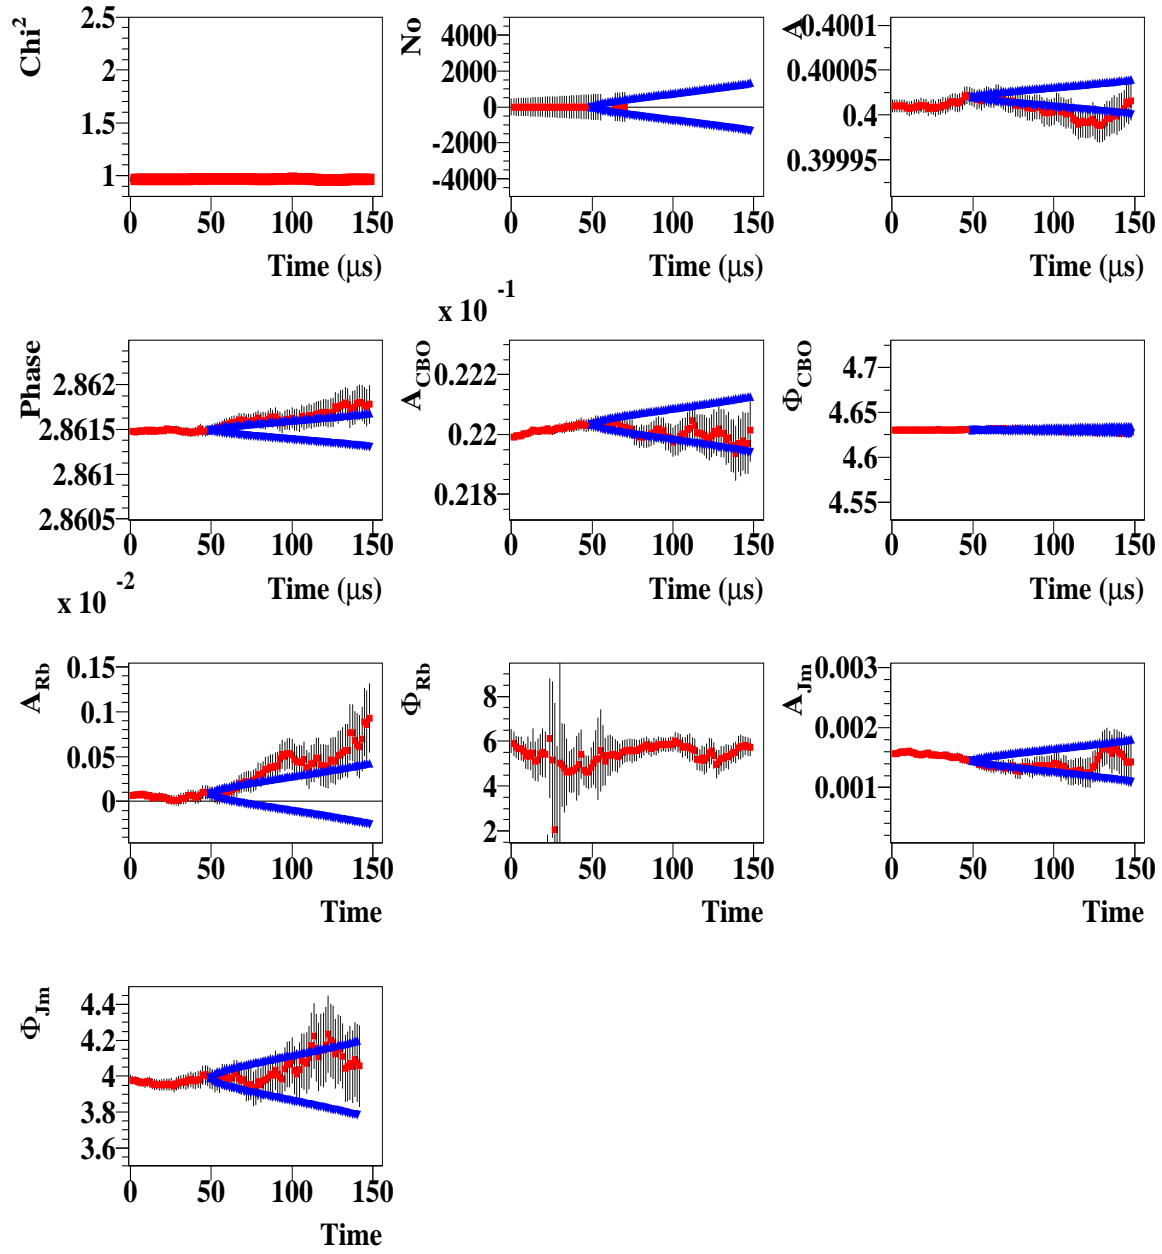 Chi²
2.5
2
1.5
1
0 50 100 150
Time (μs)
No
4000
2000
0
-2000
-4000
0 50 100 150
Time (μs)
A
0.4001
0.40005
0.4
0.39995
0 50 100 150
Time (μs)
Phase
2.862
2.8615
2.861
2.8605
0 50 100 150
Time (μs)
x 10 -1
A CBO
0.222
0.22
0.218
0 50 100 150
Time (μs)
Φ CBO
4.7
4.65
4.6
4.55
0 50 100 150
Time (μs)
x 10 -2
A Rb
0.15
0.1
0.05
0
0 50 100 150
Time
Φ Rb
8
6
4
2
0 50 100 150
Time
A Jm
0.003
0.002
0.001
0 50 100 150
Time
Φ Jm
4.4
4.2
4
3.8
3.6
0 50 100 150
Time